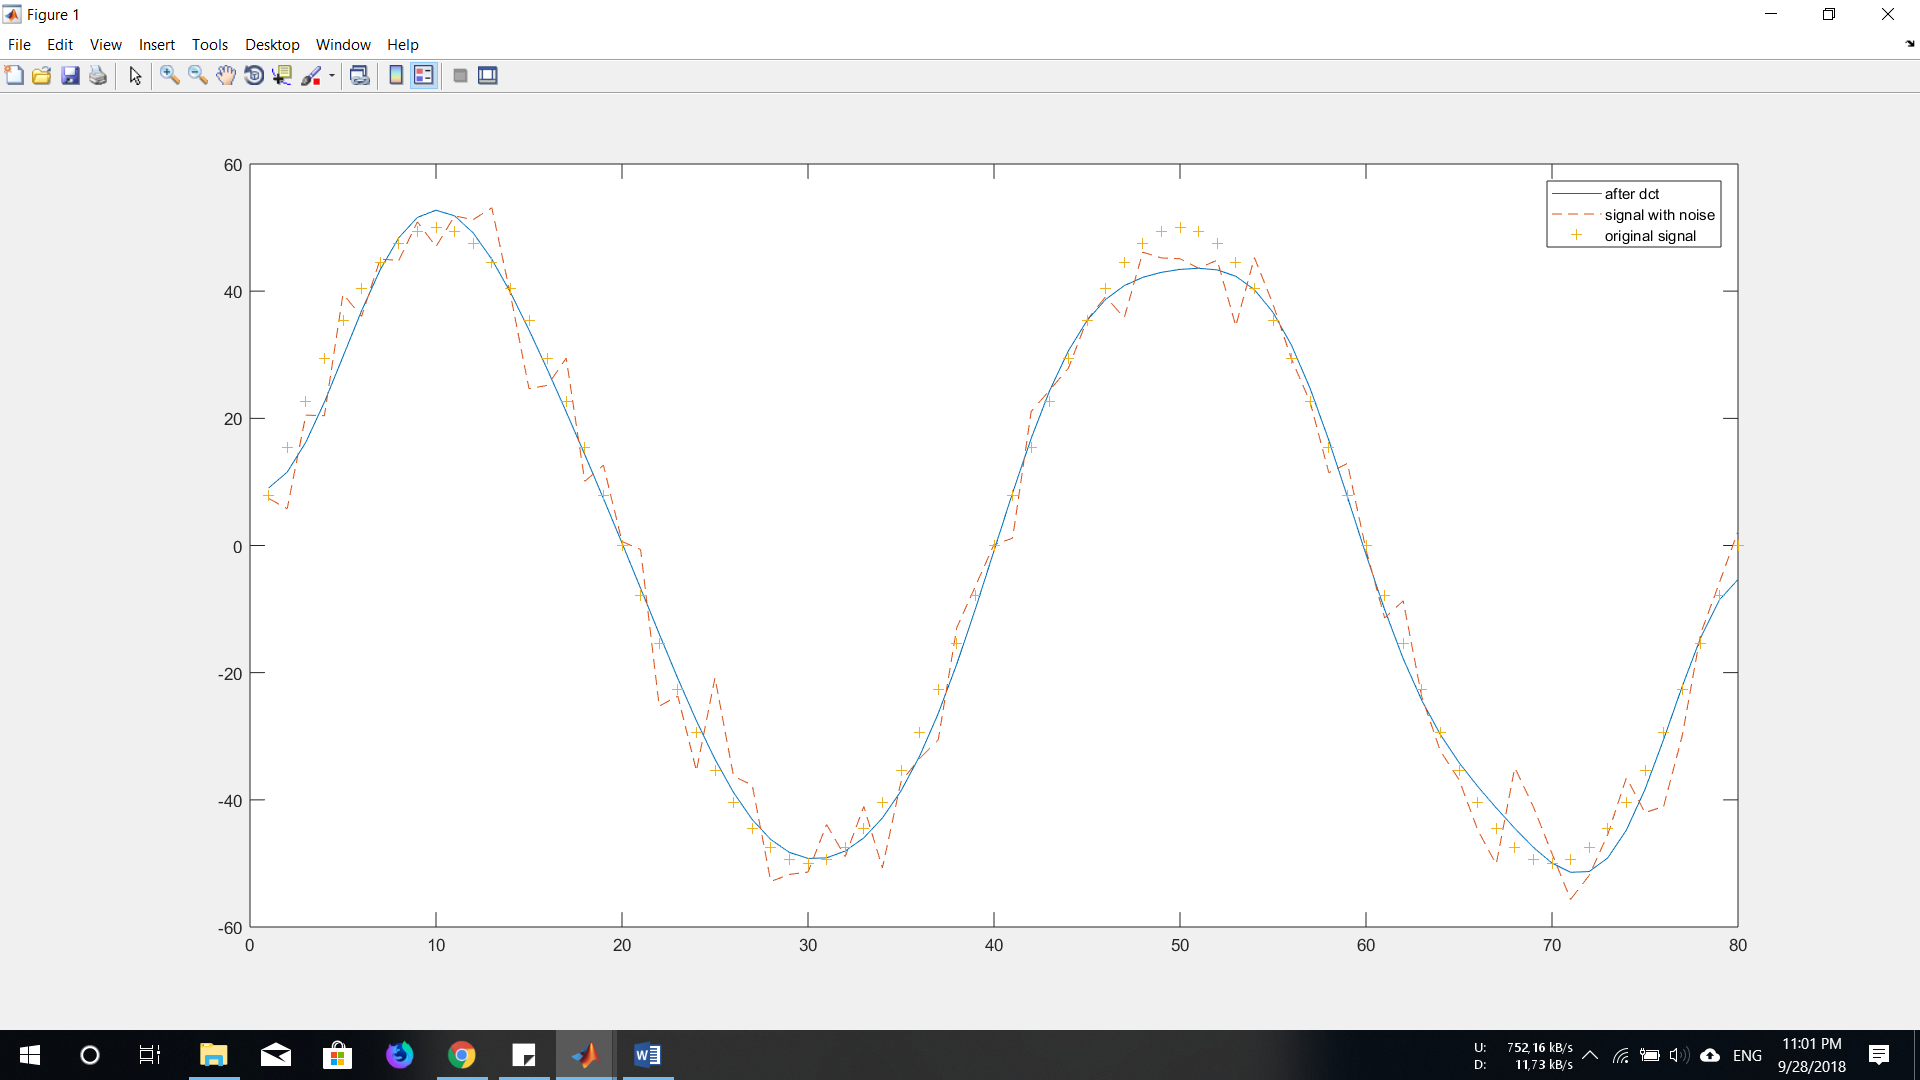 Figure 1
File Edit View Insert Tools Desktop Window Help
60
40
20
0
-20
-40
-60
0 10 20 30 40 50 60 70 80
after dct
signal with noise
original signal
U: 752,16 kB/s
D: 11,73 kB/s
ENG
11:01 PM
9/28/2018